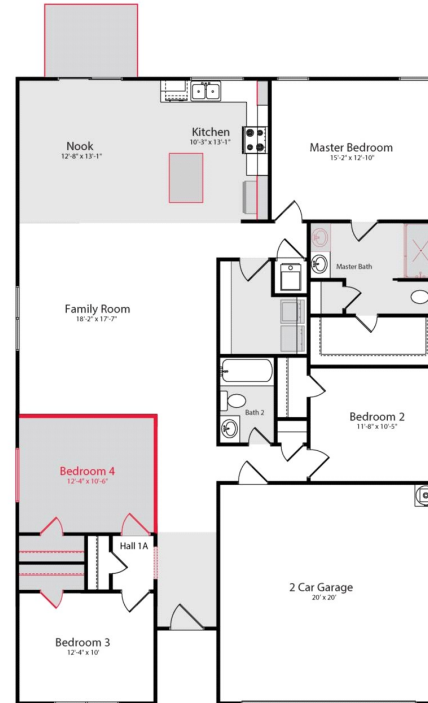 Nook
12'-8" x 13'-1"
Kitchen
10'-3" x 13'-1"
Master Bedroom
15'-2" x 12'-10"
Master Bath
Family Room
18'-2" x 17'-7"
Bath 2
Bedroom 2
11'-8" x 10'-5"
Bedroom 4
12'-4" x 10'-6"
Hall 1A
2 Car Garage
20' x 20'
Bedroom 3
12'-4" x 10'